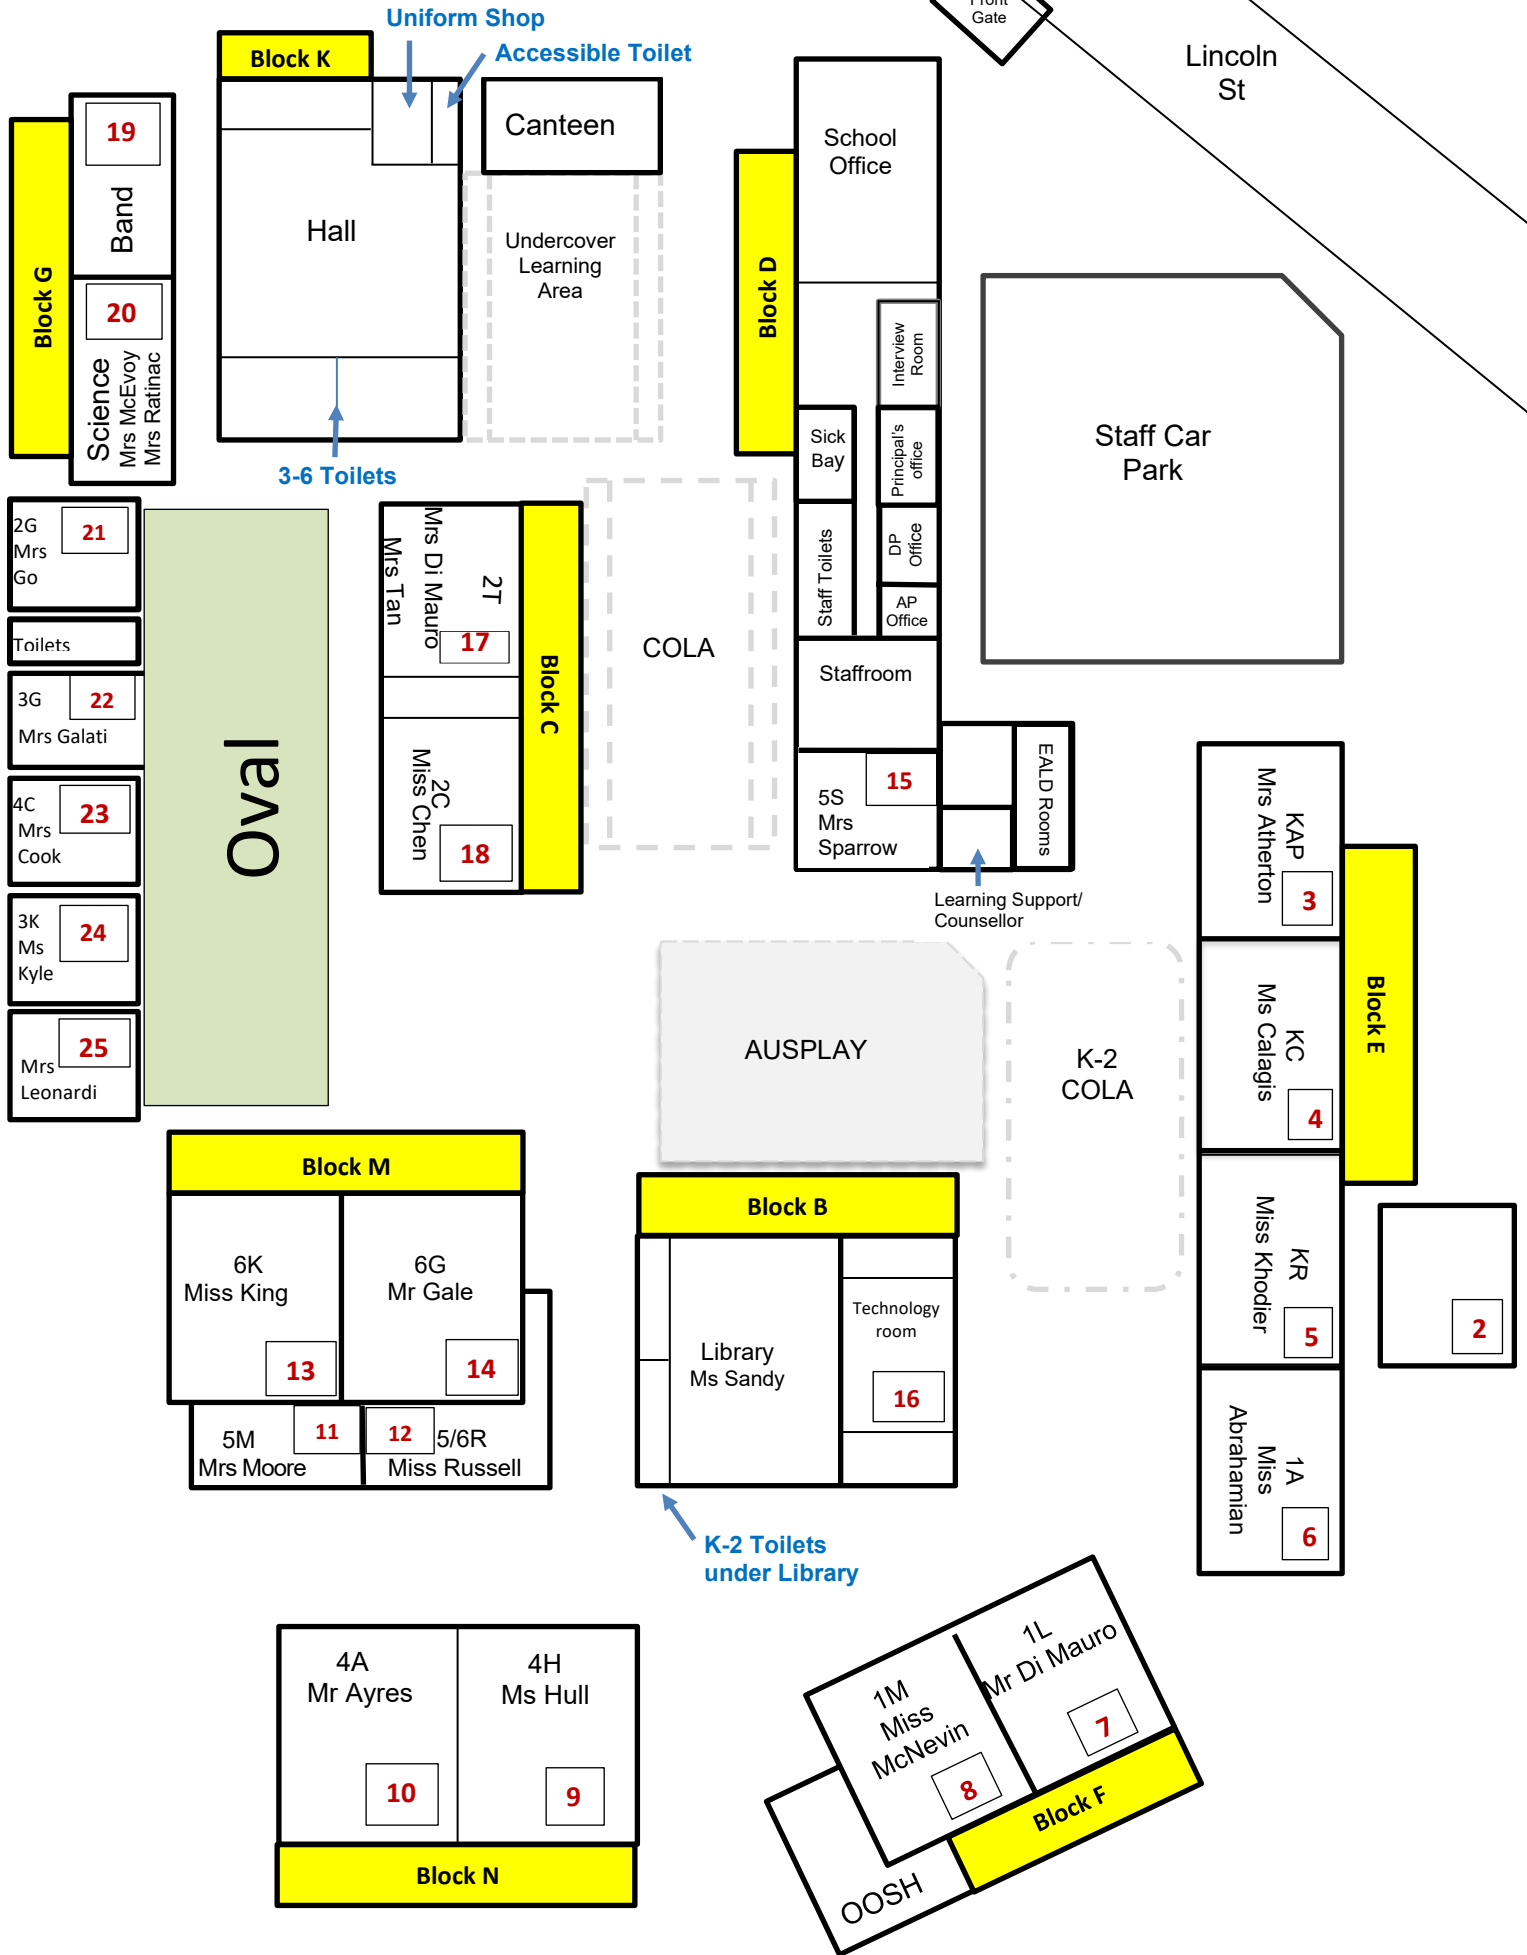 Front
Gate
Lincoln
St
Uniform Shop
Accessible Toilet
Block K
Canteen
School
Office
19
Band
Hall
Undercover
Learning
Area
Block G
Block D
20
Science
Mrs McEvoy
Mrs Ratinac
Interview
Room
3-6 Toilets
Sick
Bay
Principal's
office
Staff Car
Park
2G
Mrs
Go
21
Oval
Mrs Tan
Mrs Di Mauro
2T
17
Block C
COLA
Staff Toilets
DP
Office
AP
Office
Toilets
Staffroom
3G
22
Mrs Galati
2C
Miss Chen
18
15
5S
Mrs
Sparrow
EALD Rooms
Learning Support/
Counsellor
4C
Mrs
Cook
23
3K
Ms
Kyle
24
25
Mrs
Leonardi
KAP
Mrs Atherton
3
KC
Ms Calagis
4
Block E
AUSPLAY
K-2
COLA
Block M
6K
Miss King
13
6G
Mr Gale
14
5M
Mrs Moore
11
12
5/6R
Miss Russell
Block B
Library
Ms Sandy
Technology
room
16
KR
Miss Khodier
5
2
1A
Miss
Abrahamian
6
K-2 Toilets
under Library
4A
Mr Ayres
10
4H
Ms Hull
9
Block N
1M
Miss
McNevin
8
1L
Mr Di Mauro
7
Block F
OOSH